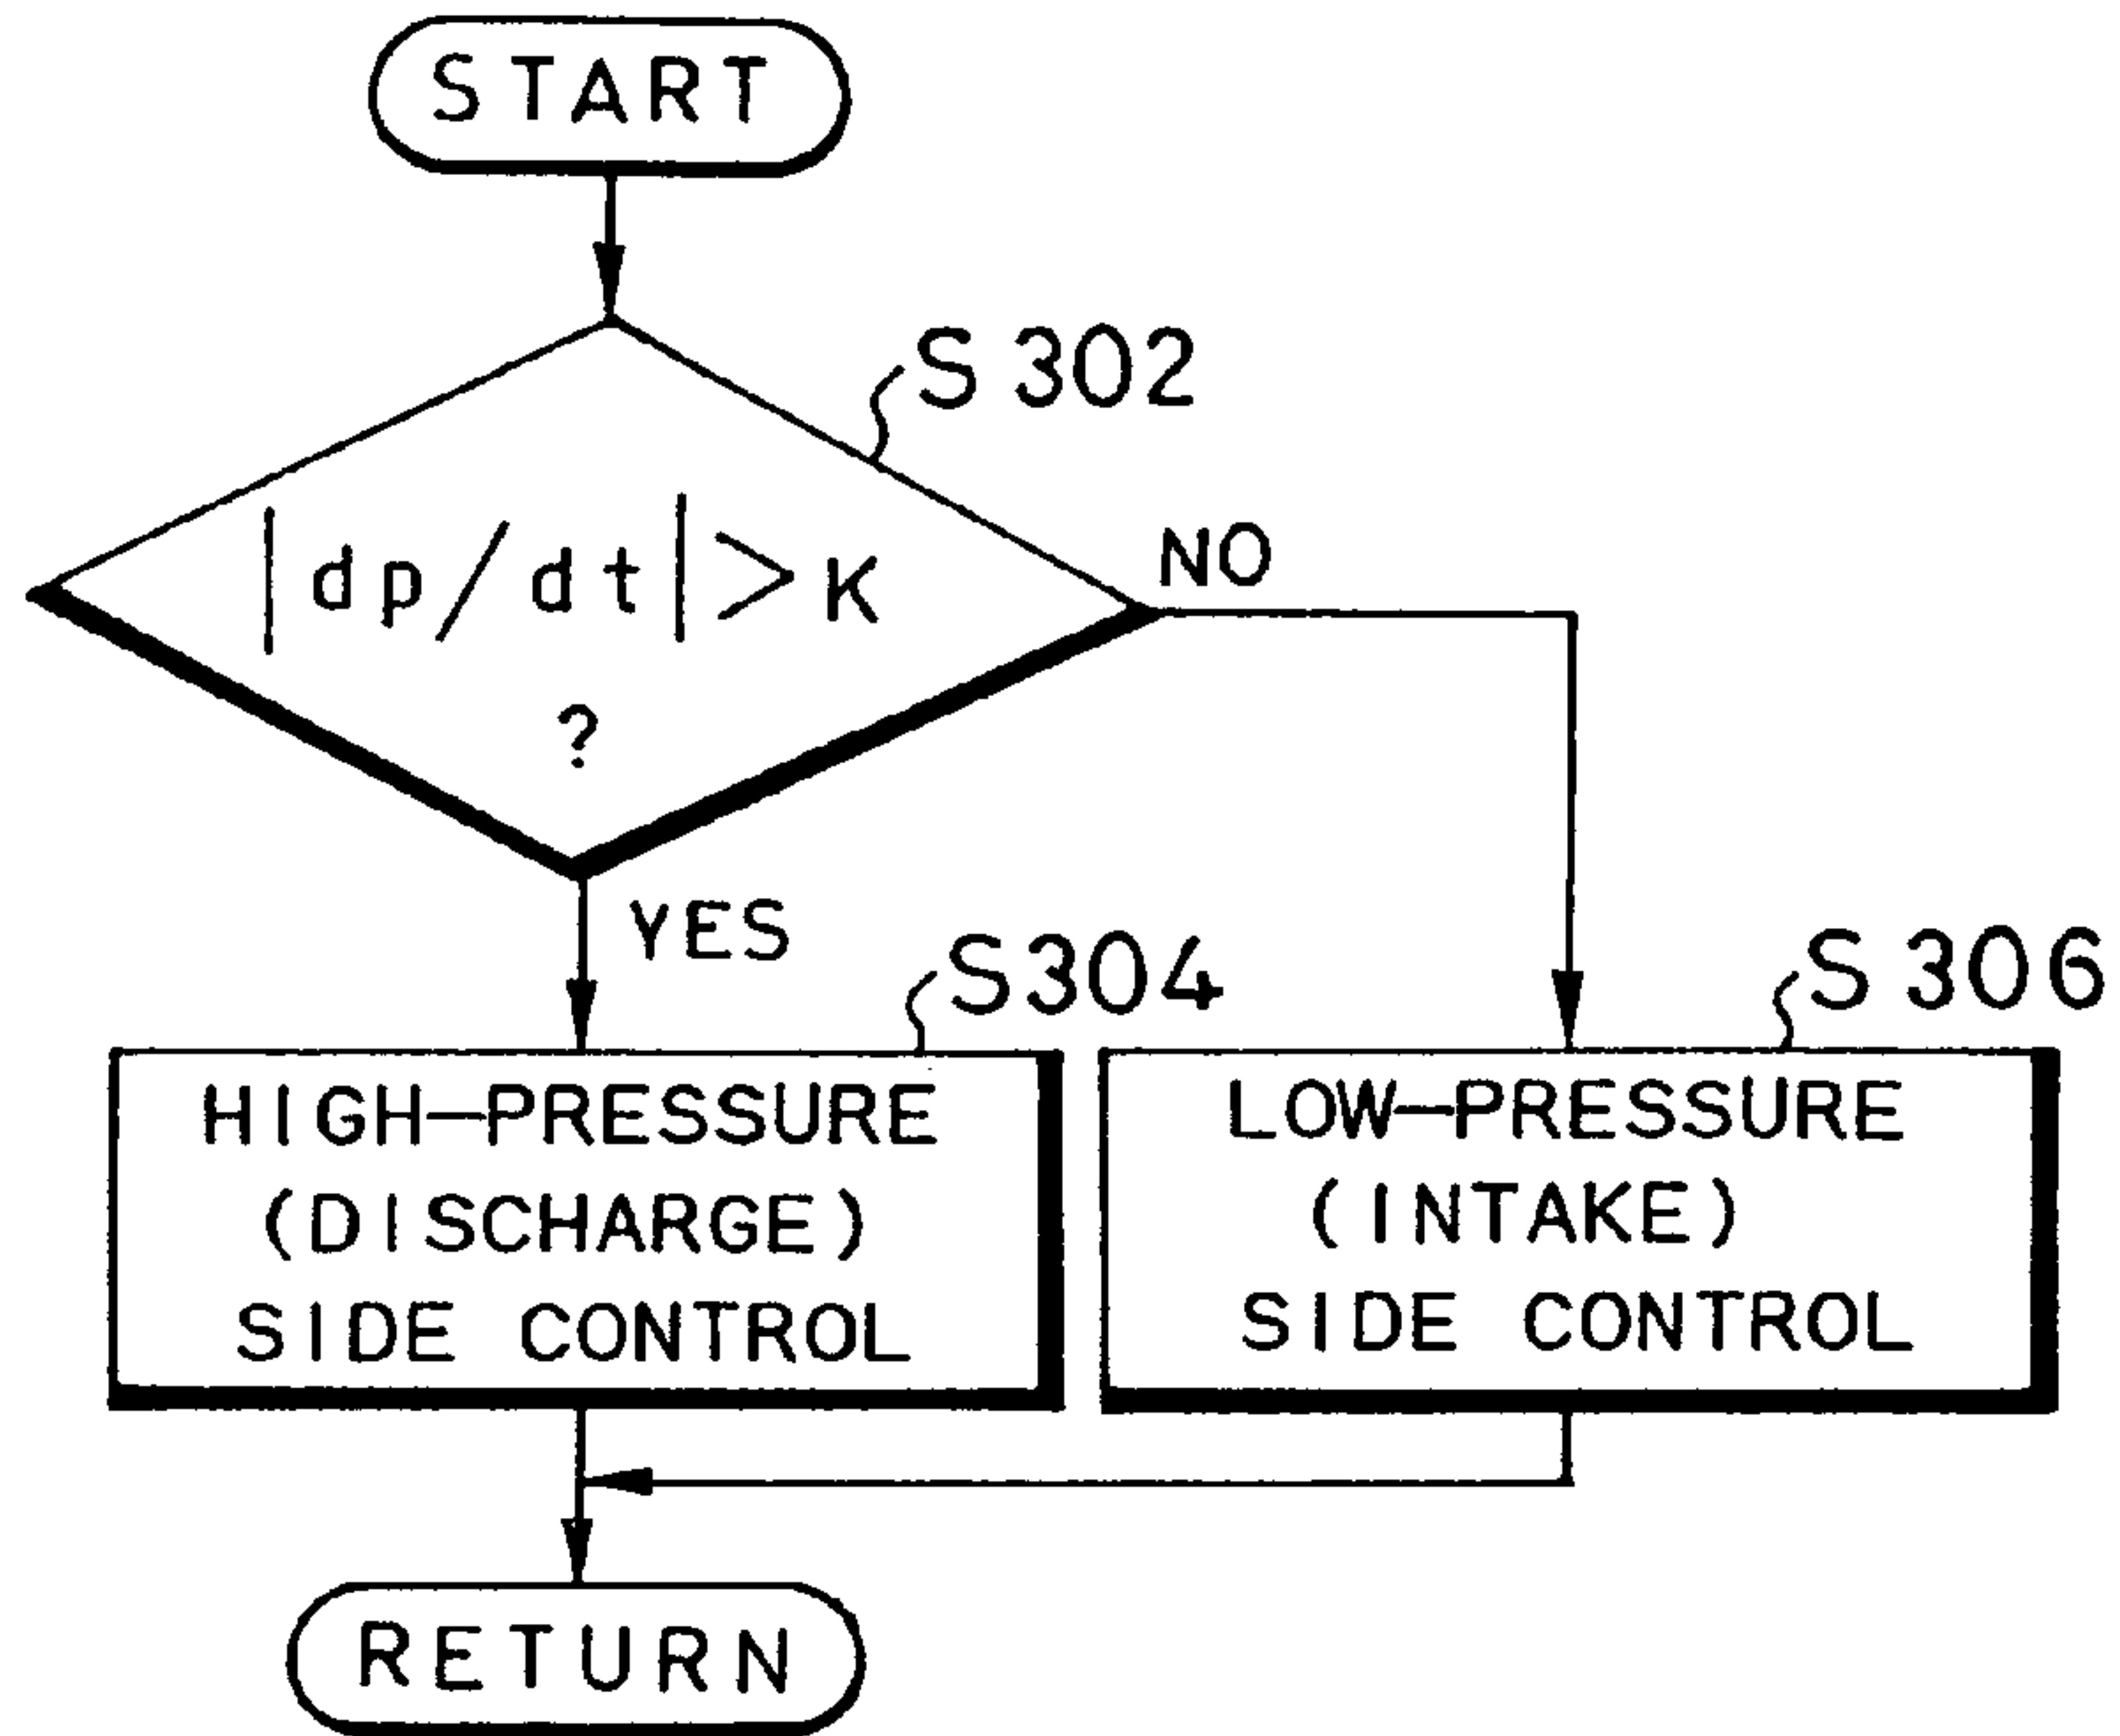 START
S302
|dp/dt|>K
?
NO
YES
S304
S306
HIGH-PRESSURE
(DISCHARGE)
SIDE CONTROL
LOW-PRESSURE
(INTAKE)
SIDE CONTROL
RETURN